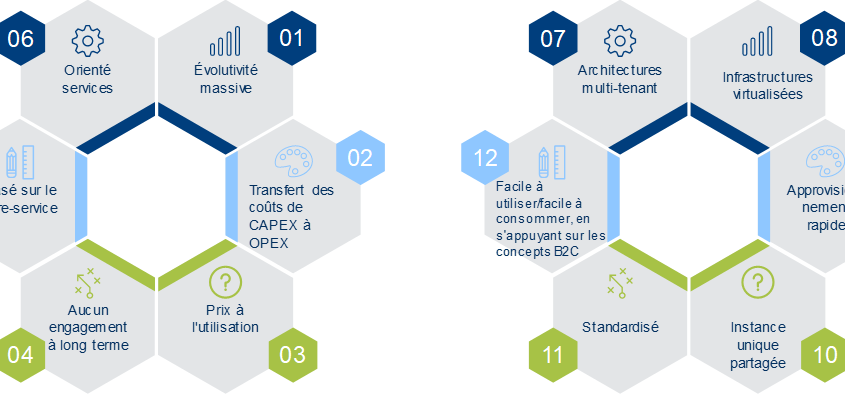 06
Orienté
services
Évolutivité
massive
01
02
Transfert des
coûts de
CAPEX à
OPEX
sé sur le
re-service
Aucun
engagement
à long terme
04
Prix à
l'utilisation
03
07
Architectures
multi-tenant
Infrastructures
virtualisées
08
12
Facile à
utiliser/facile à
consommer, en
s'appuyant sur les
concepts B2C
Approvisi
nemen
rapide
Standardisé
11
Instance
unique
partagée
10